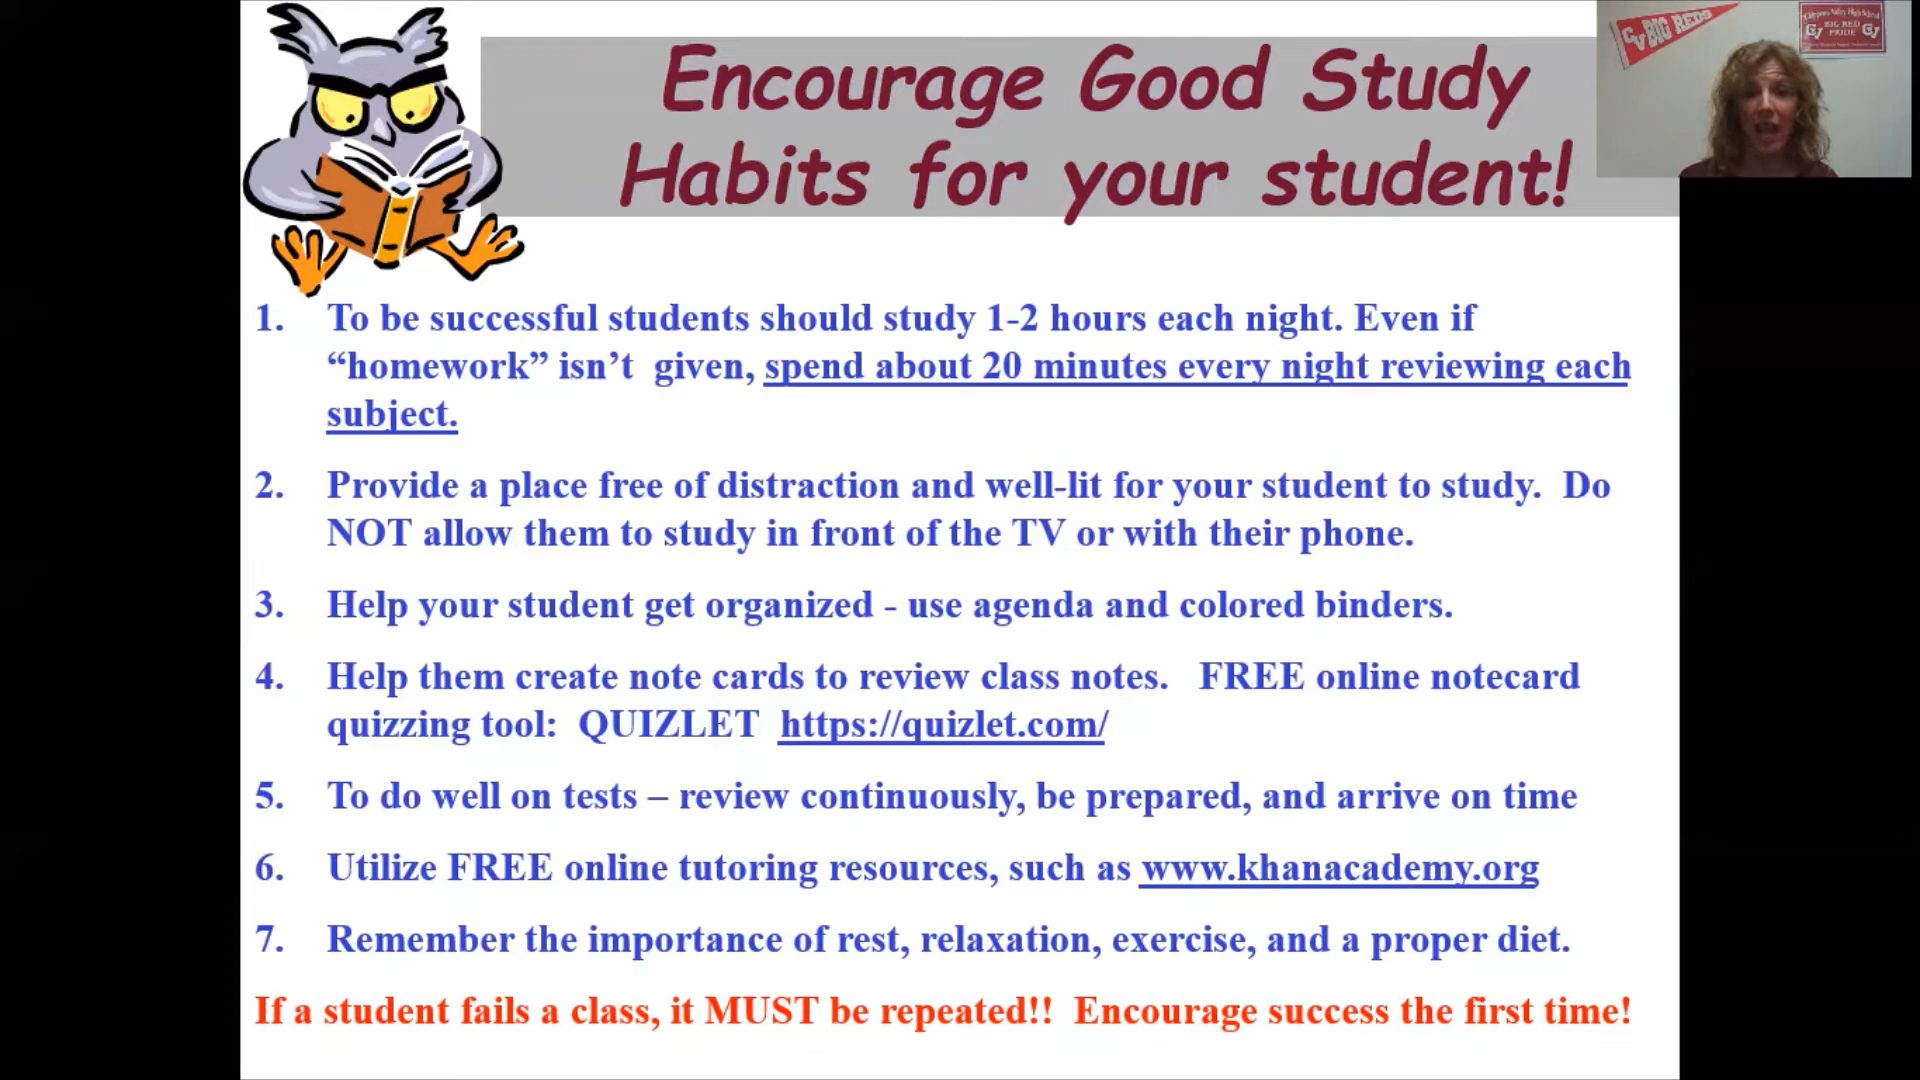 Encourage Good Study
Habits for your student!
CV BIG REDS
Chippewa Valley High School
BIG RED
PRIDE
CV
CV
1. To be successful students should study 1-2 hours each night. Even if
“homework” isn’t given, spend about 20 minutes every night reviewing each
subject.
2. Provide a place free of distraction and well-lit for your student to study. Do
NOT allow them to study in front of the TV or with their phone.
3. Help your student get organized - use agenda and colored binders.
4. Help them create note cards to review class notes. FREE online notecard
quizzing tool: QUIZLET https://quizlet.com/
5. To do well on tests – review continuously, be prepared, and arrive on time
6. Utilize FREE online tutoring resources, such as www.khanacademy.org
7. Remember the importance of rest, relaxation, exercise, and a proper diet.
If a student fails a class, it MUST be repeated!! Encourage success the first time!